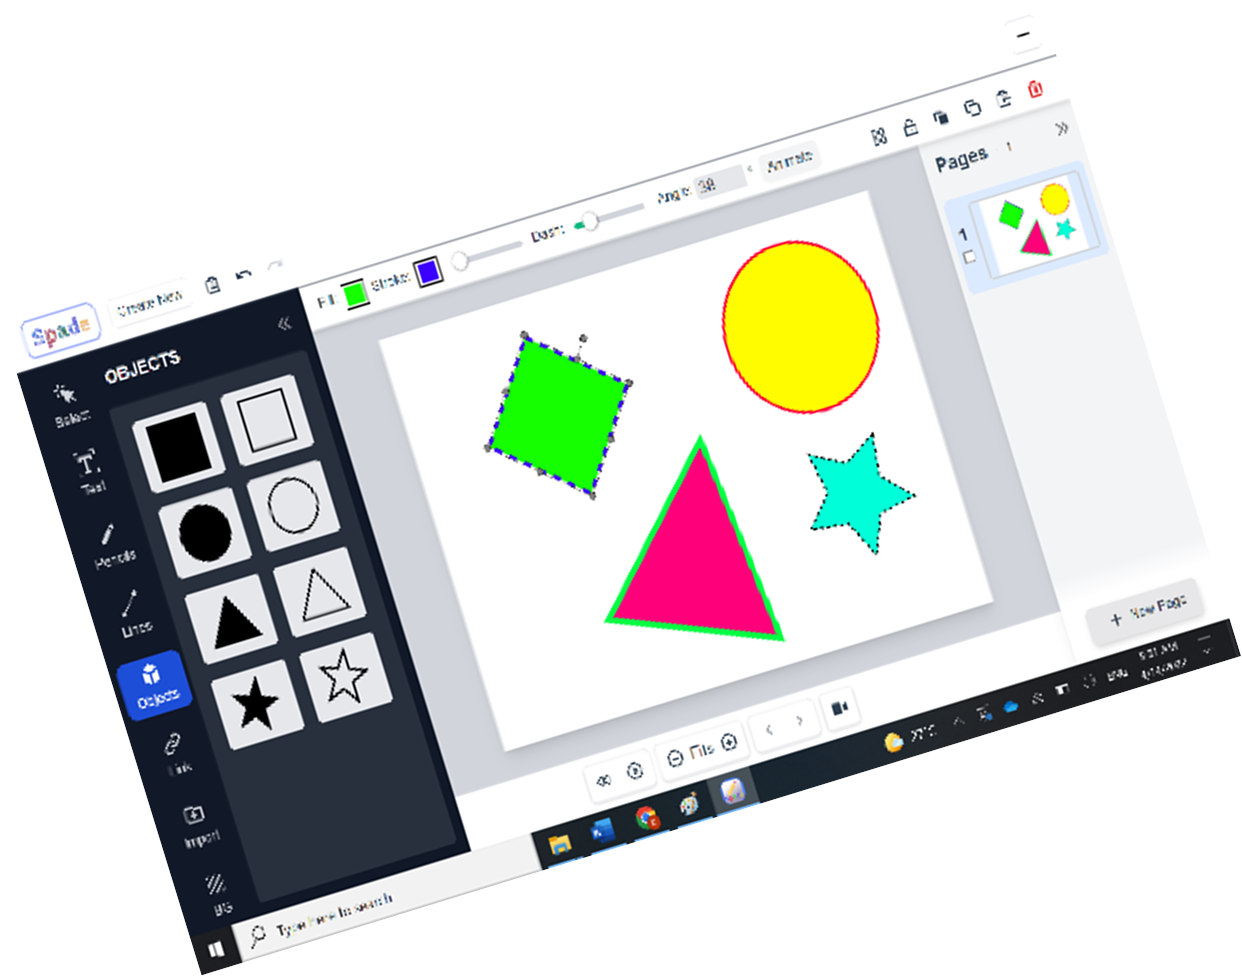 Spade
Create New
Fill:
Stroke:
Dash:
Angle:
Animate
Pages
1
OBJECTS
Select
Text
Pencils
Lines
Objects
Link
Import
BG
1
+ New Page
Fits
ENG
Type here to search